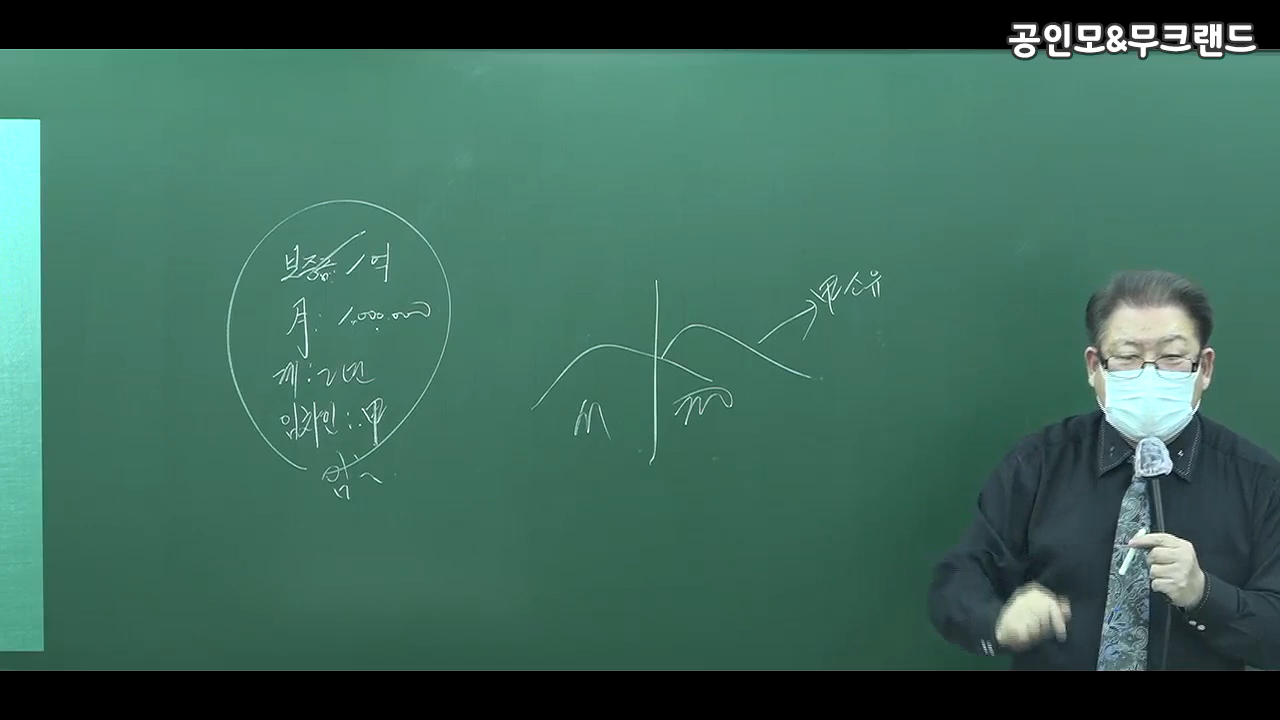 공인모&무크랜드
보증금: 1억
月: 1,000,000
계: 2년
임차인: 甲
甲소유